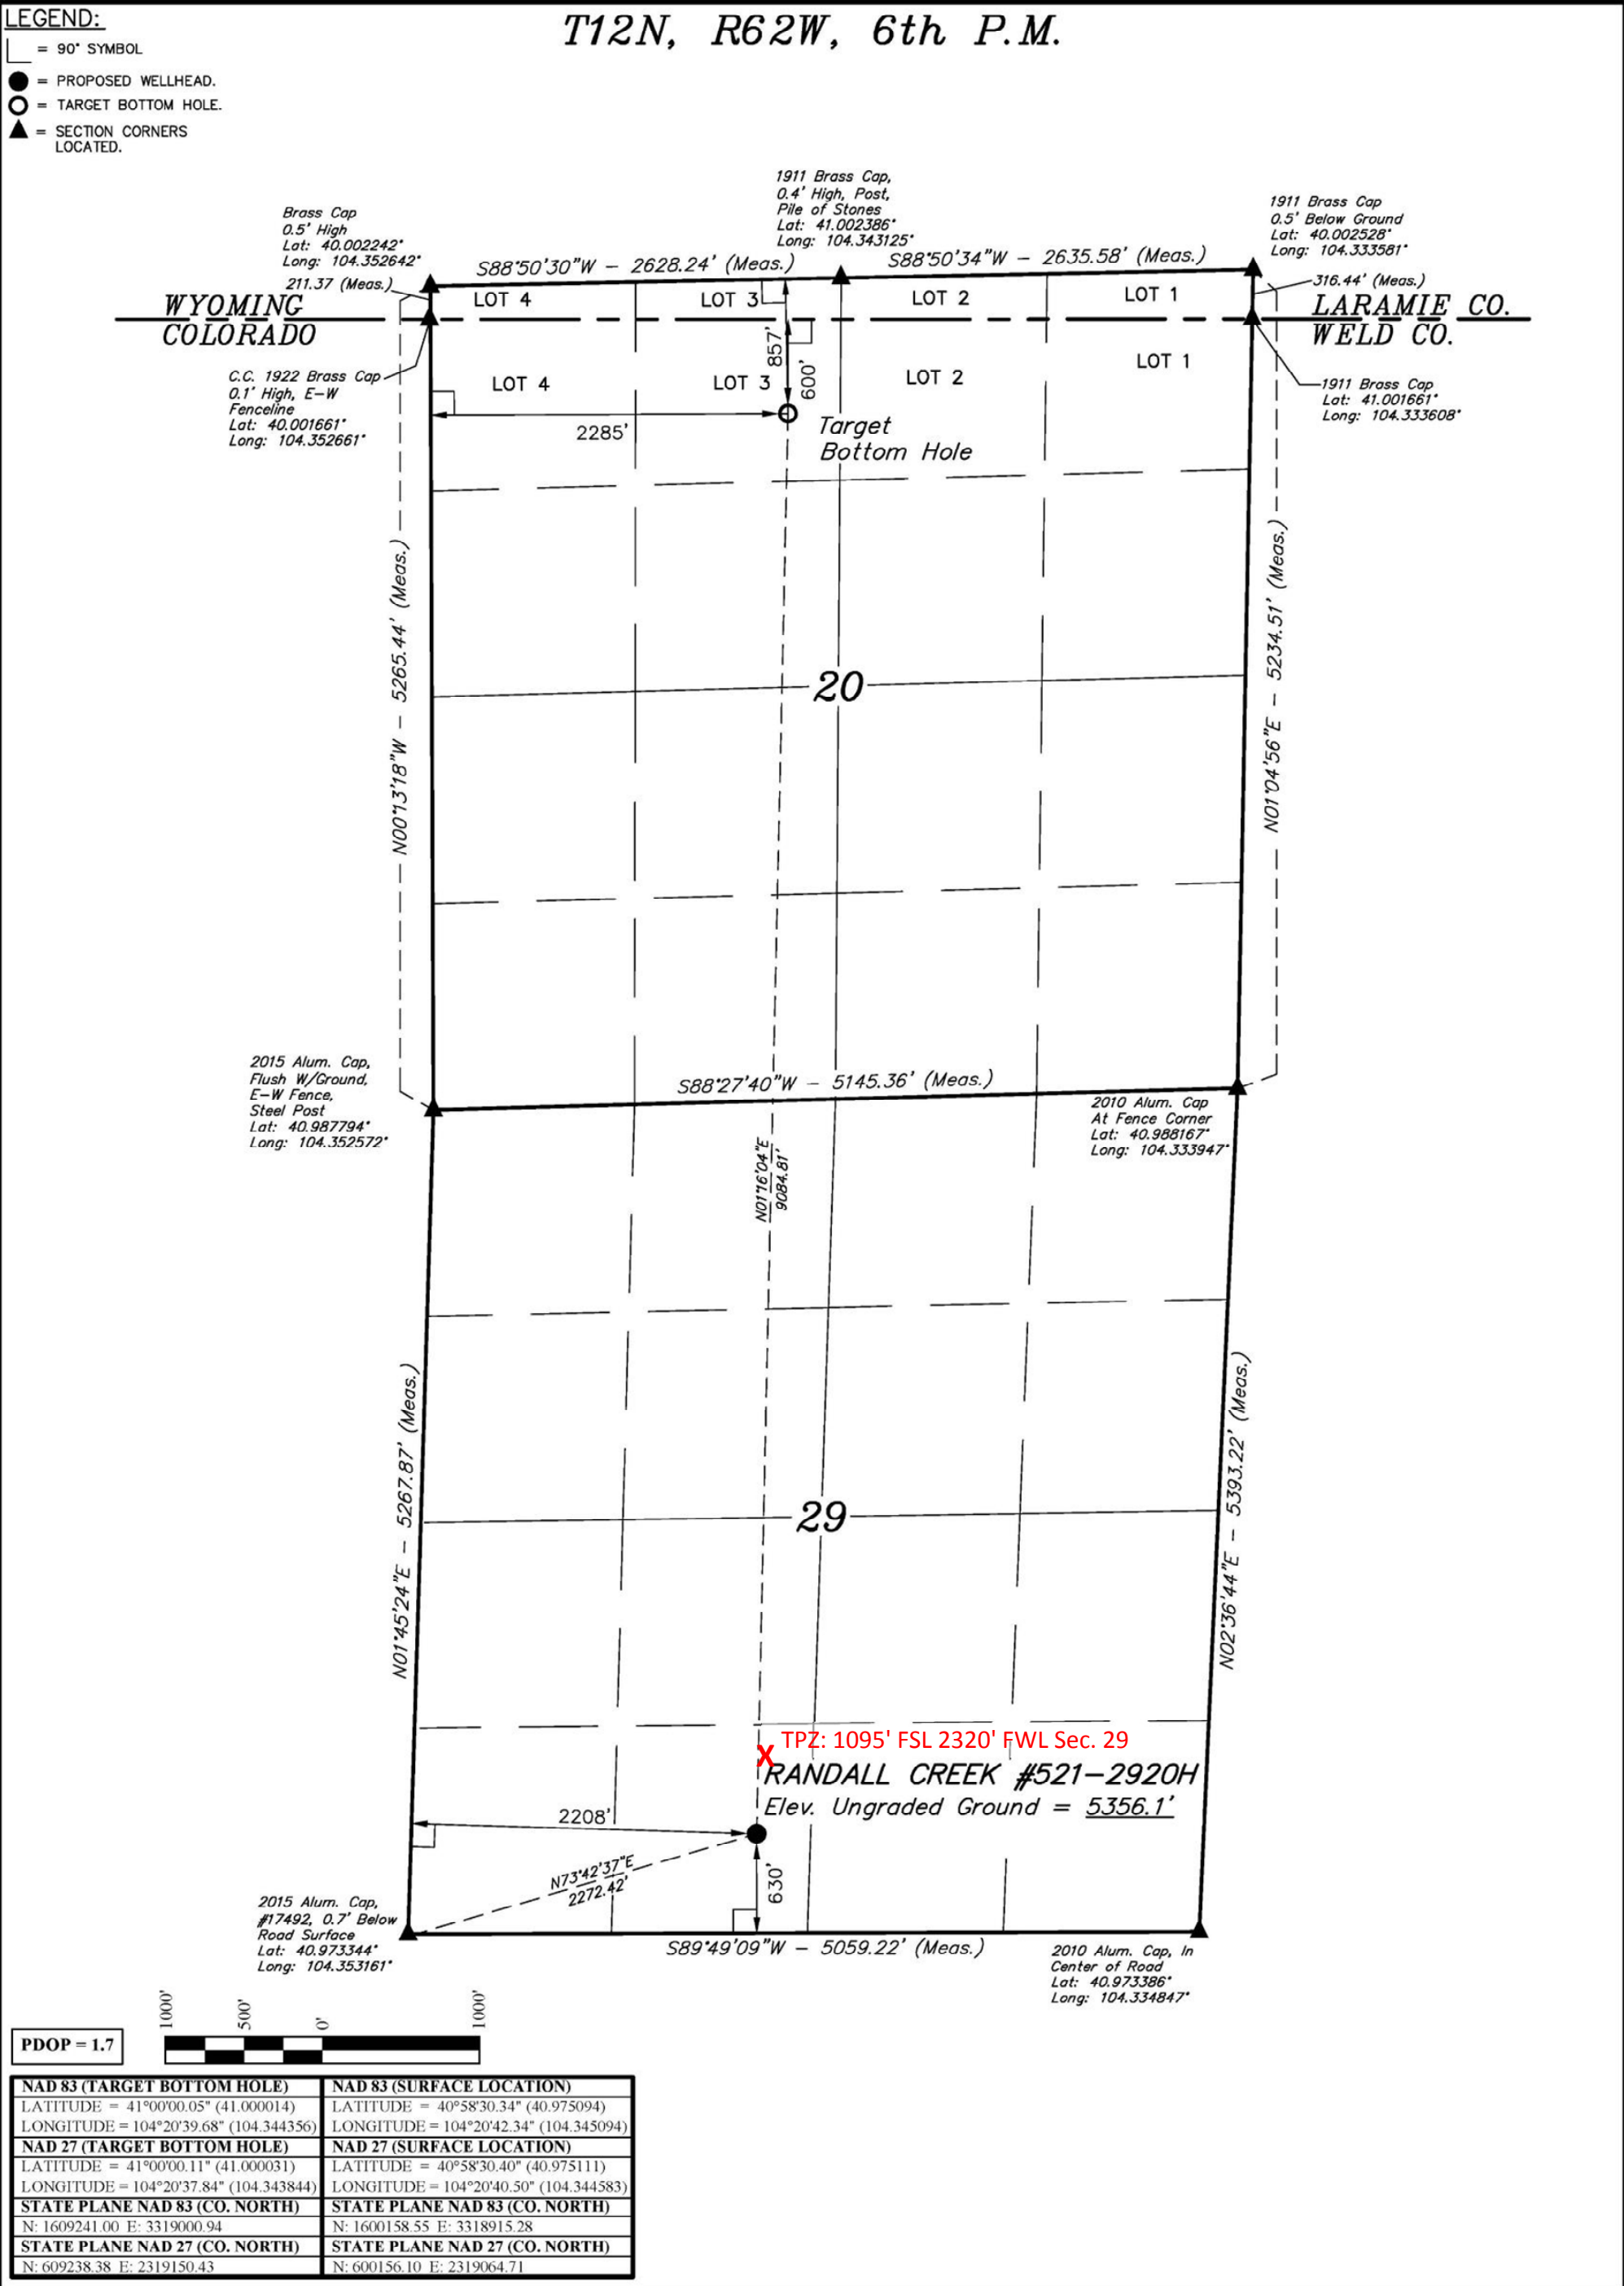 LEGEND:
= 90° SYMBOL
= PROPOSED WELLHEAD.
= TARGET BOTTOM HOLE.
= SECTION CORNERS
LOCATED.
T12N, R62W, 6th P.M.
Brass Cap
0.5' High
Lat: 40.002242°
Long: 104.352642°
211.37 (Meas.)
1911 Brass Cap,
0.4' High, Post,
Pile of Stones
Lat: 41.002386°
Long: 104.343125°
1911 Brass Cap
0.5' Below Ground
Lat: 40.002528°
Long: 104.333581°
316.44' (Meas.)
S88°50'30"W - 2628.24' (Meas.)
S88°50'34"W - 2635.58' (Meas.)
LOT 4
LOT 3
LOT 2
LOT 1
WYOMING
COLORADO
LARAMIE CO.
WELD CO.
C.C. 1922 Brass Cap
0.1' High, E-W
Fenceline
Lat: 40.001661°
Long: 104.352661°
1911 Brass Cap
Lat: 41.001661°
Long: 104.333608°
LOT 4
LOT 3
LOT 2
LOT 1
857'
600'
2285'
Target
Bottom Hole
N00°13'18"W - 5265.44' (Meas.)
N01°04'56"E - 5234.51' (Meas.)
20
2015 Alum. Cap,
Flush W/Ground,
E-W Fence,
Steel Post
Lat: 40.987794°
Long: 104.352572°
S88°27'40"W - 5145.36' (Meas.)
2010 Alum. Cap
At Fence Corner
Lat: 40.988167°
Long: 104.333947°
N01°16'04"E
9084.81'
N01°45'24"E - 5267.87' (Meas.)
N02°36'44"E - 5393.22' (Meas.)
29
TPZ: 1095' FSL 2320' FWL Sec. 29
X
RANDALL CREEK #521-2920H
Elev. Ungraded Ground = 5356.1'
2208'
N73°42'37"E
2272.42'
630'
2015 Alum. Cap,
#17492, 0.7' Below
Road Surface
Lat: 40.973344°
Long: 104.353161°
S89°49'09"W - 5059.22' (Meas.)
2010 Alum. Cap, In
Center of Road
Lat: 40.973386°
Long: 104.334847°
PDOP = 1.7
1000'
500'
0'
1000'
NAD 83 (TARGET BOTTOM HOLE)
LATITUDE = 41°00'00.05" (41.000014)
LONGITUDE = 104°20'39.68" (104.344356)
NAD 27 (TARGET BOTTOM HOLE)
LATITUDE = 41°00'00.11" (41.000031)
LONGITUDE = 104°20'37.84" (104.343844)
STATE PLANE NAD 83 (CO. NORTH)
N: 1609241.00 E: 3319000.94
STATE PLANE NAD 27 (CO. NORTH)
N: 609238.38 E: 2319150.43
NAD 83 (SURFACE LOCATION)
LATITUDE = 40°58'30.34" (40.975094)
LONGITUDE = 104°20'42.34" (104.345094)
NAD 27 (SURFACE LOCATION)
LATITUDE = 40°58'30.40" (40.975111)
LONGITUDE = 104°20'40.50" (104.344583)
STATE PLANE NAD 83 (CO. NORTH)
N: 1600158.55 E: 3318915.28
STATE PLANE NAD 27 (CO. NORTH)
N: 600156.10 E: 2319064.71